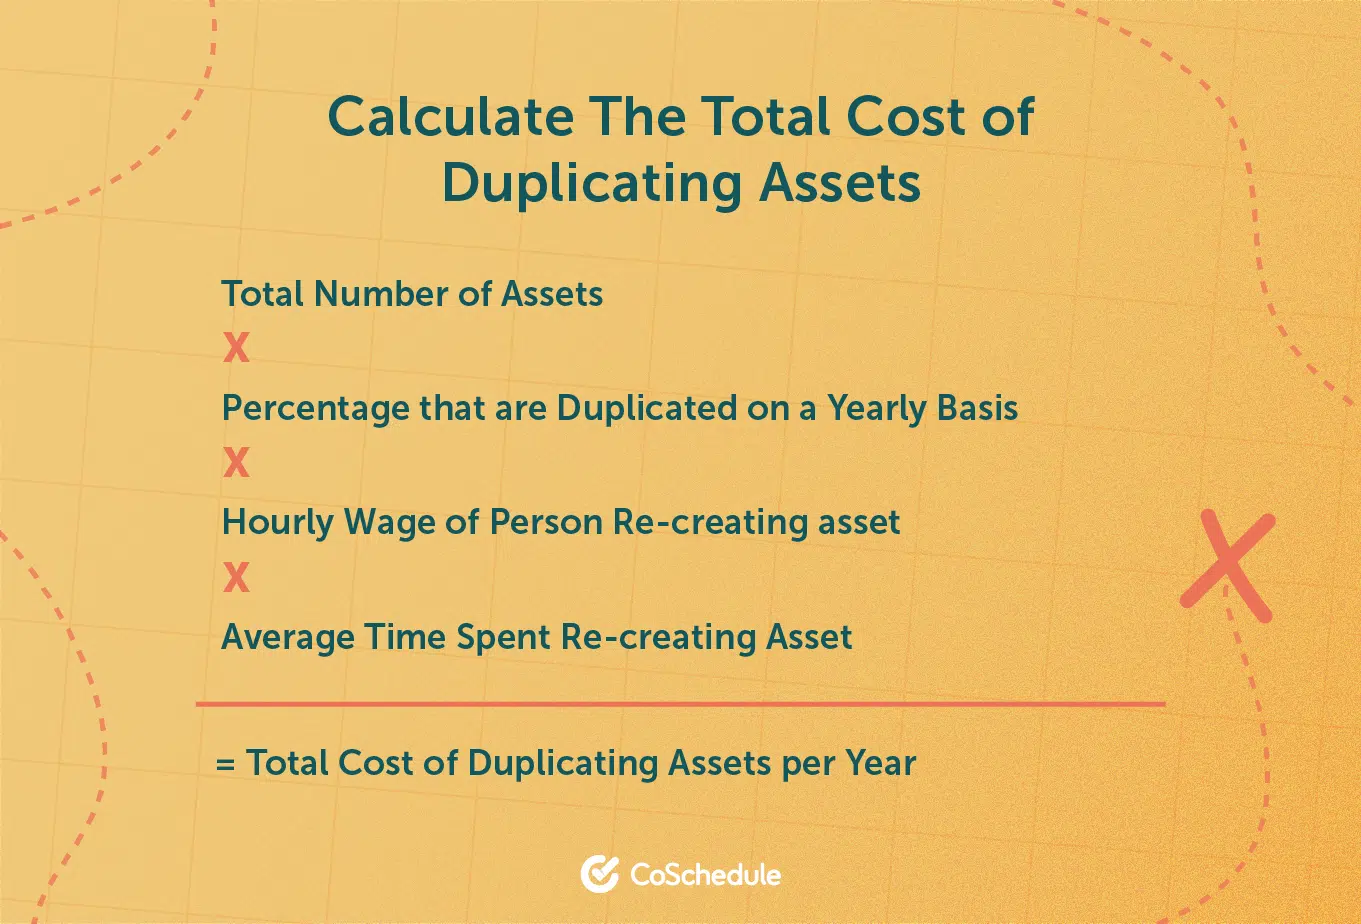 Calculate The Total Cost of
Duplicating Assets
Total Number of Assets
X
Percentage that are Duplicated on a Yearly Basis
X
Hourly Wage of Person Re-creating asset
X
Average Time Spent Re-creating Asset
= Total Cost of Duplicating Assets per Year
CoSchedule